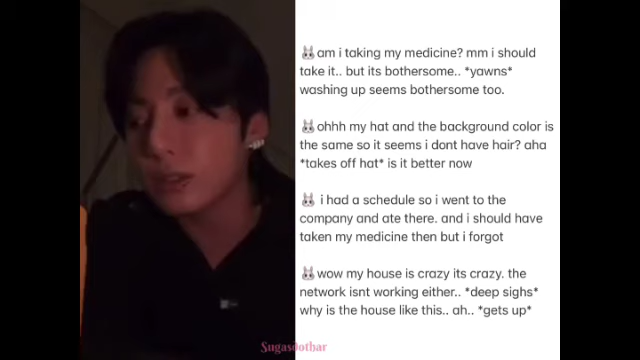 🐰am i taking my medicine? mm i should
take it.. but its bothersome.. *yawns*
washing up seems bothersome too.
🐰ohhh my hat and the background color is
the same so it seems i dont have hair? aha
*takes off hat* is it better now
🐰 i had a schedule so i went to the
company and ate there. and i should have
taken my medicine then but i forgot
🐰wow my house is crazy its crazy. the
network isnt working either.. *deep sighs*
why is the house like this.. ah.. *gets up*
Sugasdothar